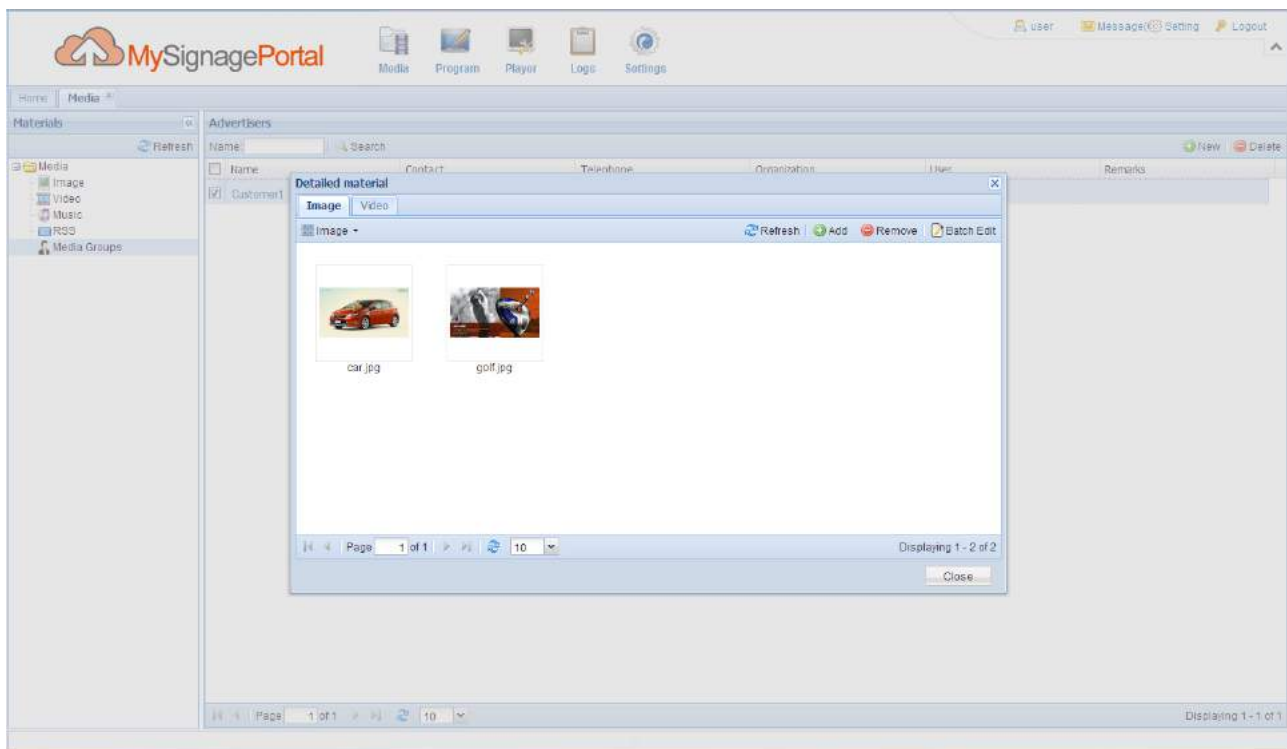 user Message(0) Setting Logout
MySignagePortal
Media Program Player Logs Settings
Home Media
Materials
Refresh
Media
Image
Video
Music
RSS
Media Groups
Advertisers
Name: Search New Delete
Name Contact Telephone Organization User Remarks
Customer1
Detailed material
Image Video
Image Refresh Add Remove Batch Edit
car.jpg golf.jpg
Page 1 of 1 10 Displaying 1 - 2 of 2
Close
Page 1 of 1 10 Displaying 1 - 1 of 1